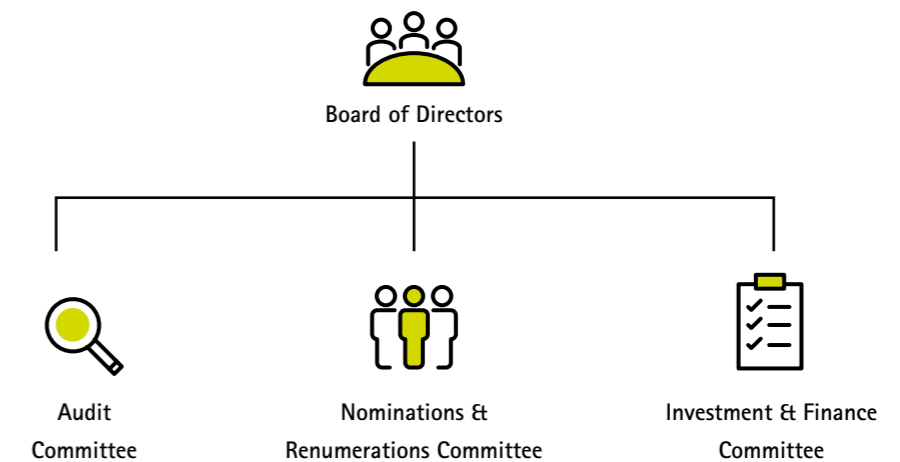 Board of Directors
Audit
Committee
Nominations &
Renumerations Committee
Investment & Finance
Committee